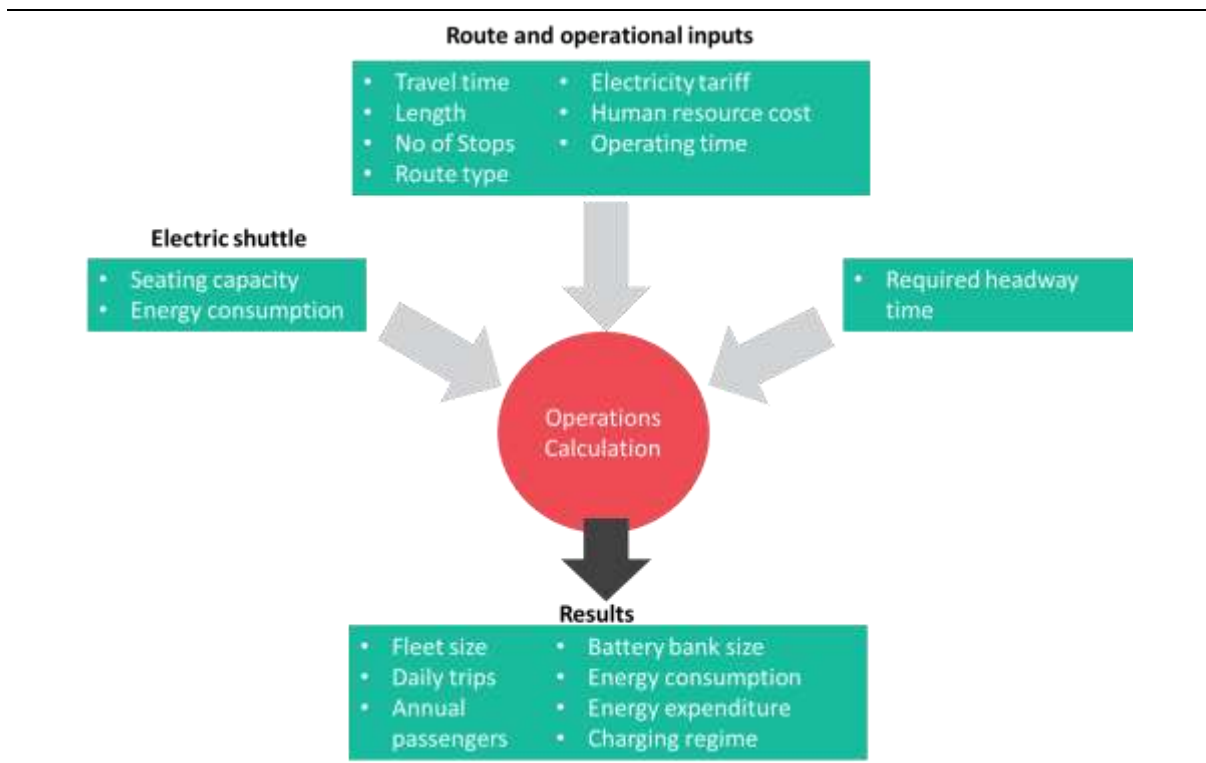 Route and operational inputs
• Travel time
• Length
• No of Stops
• Route type
• Electricity tariff
• Human resource cost
• Operating time
Electric shuttle
• Seating capacity
• Energy consumption
• Required headway
time
Operations
Calculation
Results
• Fleet size
• Daily trips
• Annual
passengers
• Battery bank size
• Energy consumption
• Energy expenditure
• Charging regime